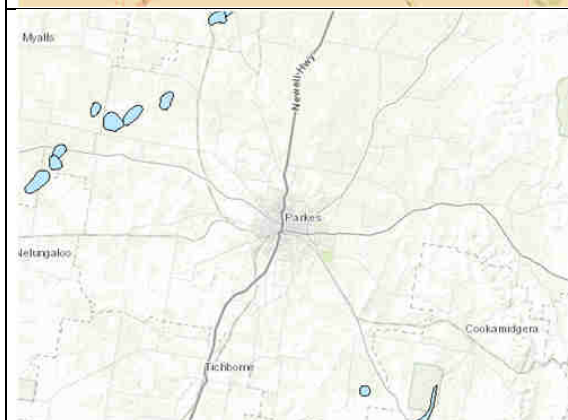 Myalls
Newell Hwy
Parkes
Nelungaloo
Cookamidgera
Tichborne